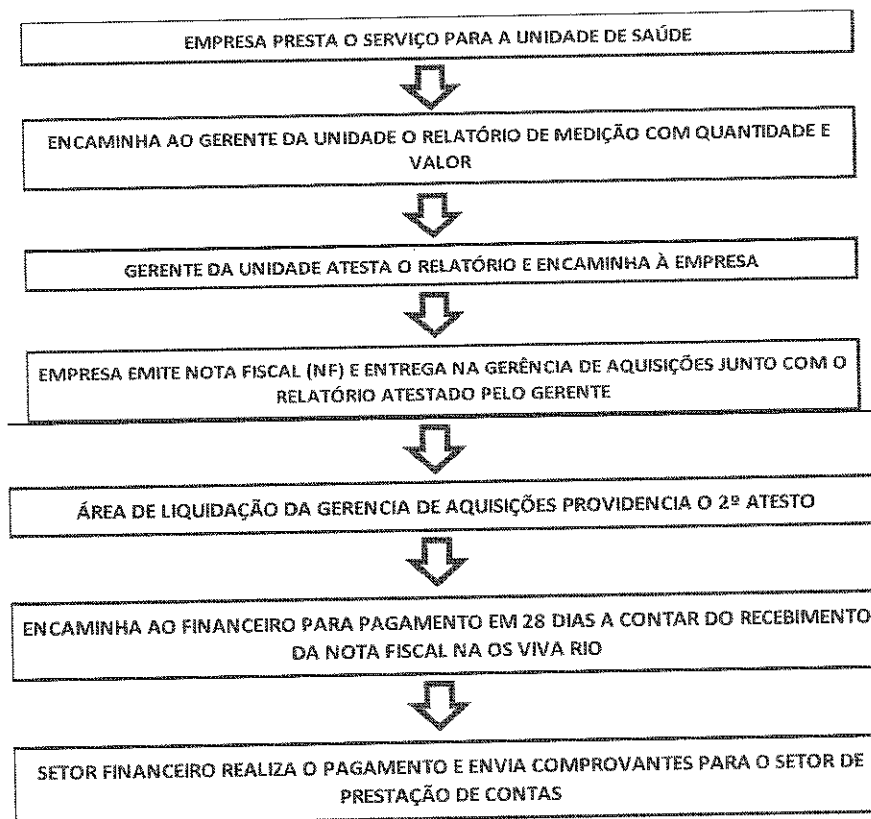 EMPRESA PRESTA O SERVIÇO PARA A UNIDADE DE SAÚDE
ENCAMINHA AO GERENTE DA UNIDADE O RELATÓRIO DE MEDIÇÃO COM QUANTIDADE E
VALOR
GERENTE DA UNIDADE ATESTA O RELATÓRIO E ENCAMINHA À EMPRESA
EMPRESA EMITE NOTA FISCAL (NF) E ENTREGA NA GERÊNCIA DE AQUISIÇÕES JUNTO COM O
RELATÓRIO ATESTADO PELO GERENTE
ÁREA DE LIQUIDAÇÃO DA GERENCIA DE AQUISIÇÕES PROVIDENCIA O 2º ATESTO
ENCAMINHA AO FINANCEIRO PARA PAGAMENTO EM 28 DIAS A CONTAR DO RECEBIMENTO
DA NOTA FISCAL NA OS VIVA RIO
SETOR FINANCEIRO REALIZA O PAGAMENTO E ENVIA COMPROVANTES PARA O SETOR DE
PRESTAÇÃO DE CONTAS